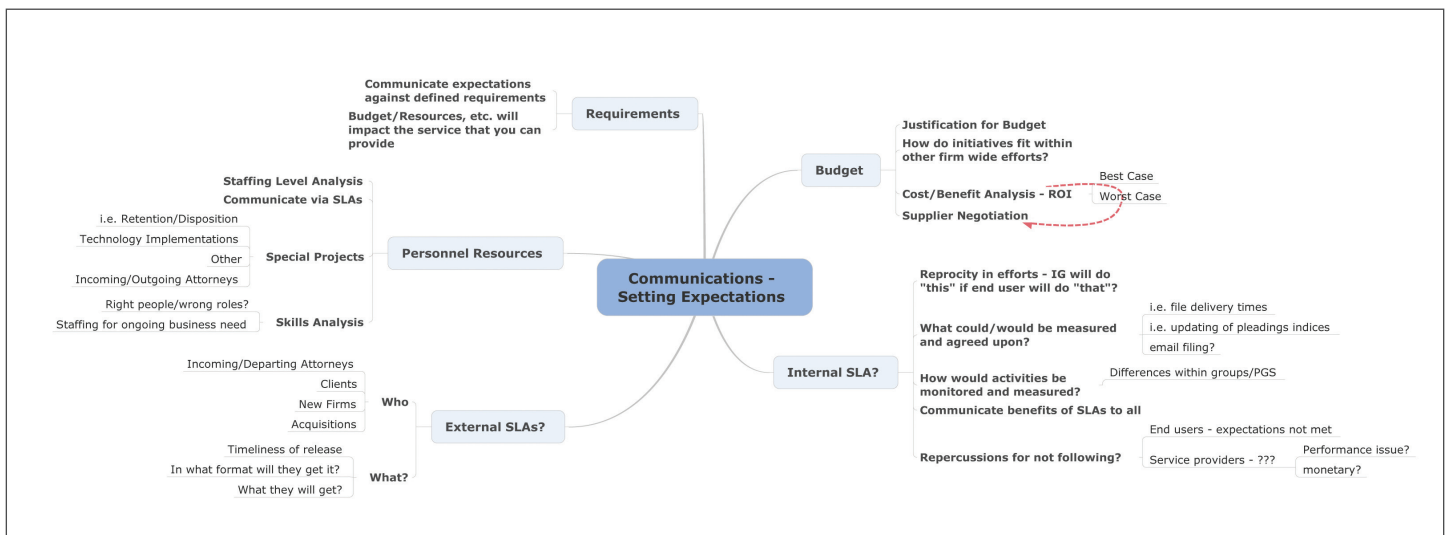 Communications -
Setting Expectations
Requirements
Communicate expectations
against defined requirements
Budget/Resources, etc. will
impact the service that you can
provide
Personnel Resources
Staffing Level Analysis
Communicate via SLAs
Special Projects
i.e. Retention/Disposition
Technology Implementations
Other
Incoming/Outgoing Attorneys
Skills Analysis
Right people/wrong roles?
Staffing for ongoing business need
External SLAs?
Who
Incoming/Departing Attorneys
Clients
New Firms
Acquisitions
What?
Timeliness of release
In what format will they get it?
What they will get?
Budget
Justification for Budget
How do initiatives fit within
other firm wide efforts?
Cost/Benefit Analysis - ROI
Best Case
Worst Case
Supplier Negotiation
Internal SLA?
Reprocity in efforts - IG will do
"this" if end user will do "that"?
What could/would be measured
and agreed upon?
i.e. file delivery times
i.e. updating of pleadings indices
email filing?
How would activities be
monitored and measured?
Differences within groups/PGS
Communicate benefits of SLAs to all
Repercussions for not following?
End users - expectations not met
Service providers - ???
Performance issue?
monetary?